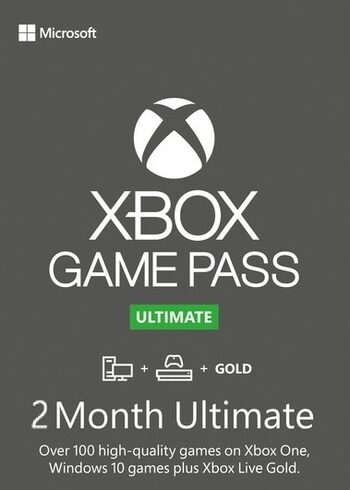 Microsoft
XBOX
GAME PASS
ULTIMATE
+ + GOLD
2 Month Ultimate
Over 100 high-quality games on Xbox One,
Windows 10 games plus Xbox Live Gold.